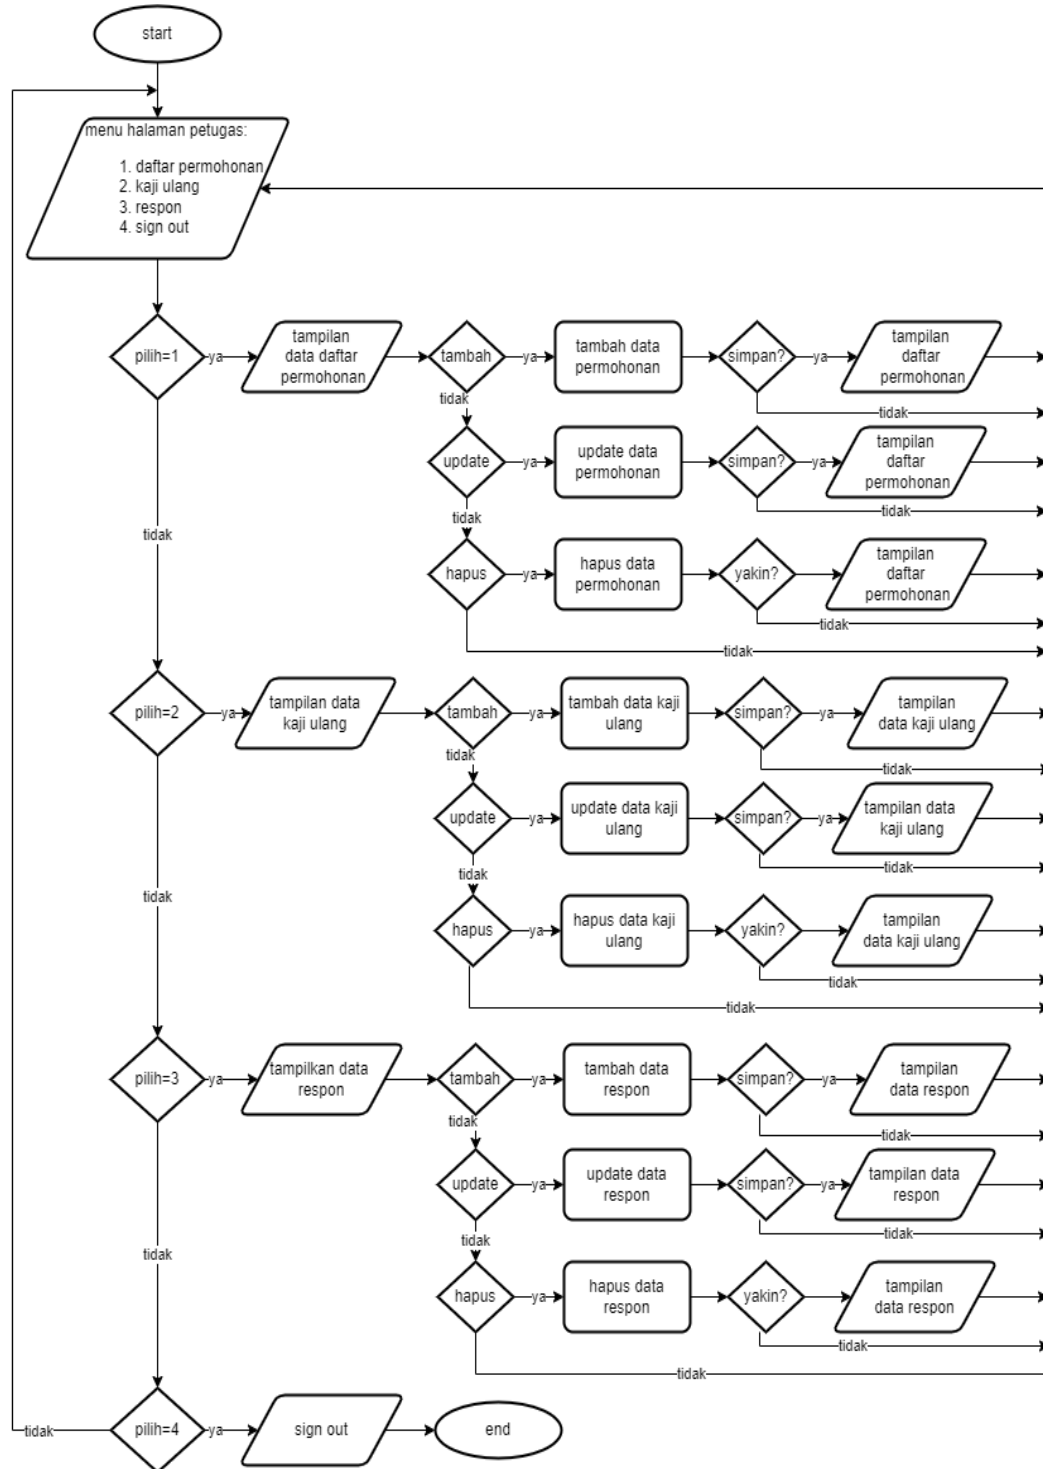 start
menu halaman petugas:
1. daftar permohonan
2. kaji ulang
3. respon
4. sign out
pilih=1
ya
tampilan
data daftar
permohonan
tambah
ya
tambah data
permohonan
simpan?
ya
tampilan
daftar
permohonan
tidak
tidak
update
ya
update data
permohonan
simpan?
ya
tampilan
daftar
permohonan
tidak
tidak
tidak
hapus
ya
hapus data
permohonan
yakin?
tampilan
daftar
permohonan
tidak
tidak
pilih=2
ya
tampilan data
kaji ulang
tambah
ya
tambah data kaji
ulang
simpan?
ya
tampilan
data kaji ulang
tidak
tidak
update
ya
update data kaji
ulang
simpan?
ya
tampilan data
kaji ulang
tidak
tidak
tidak
hapus
ya
hapus data kaji
ulang
yakin?
tampilan
data kaji ulang
tidak
tidak
pilih=3
ya
tampilkan data
respon
tambah
ya
tambah data
respon
simpan?
ya
tampilan
data respon
tidak
tidak
update
ya
update data
respon
simpan?
ya
tampilan data
respon
tidak
tidak
tidak
hapus
ya
hapus data
respon
yakin?
tampilan
data respon
tidak
tidak
tidak
pilih=4
ya
sign out
end